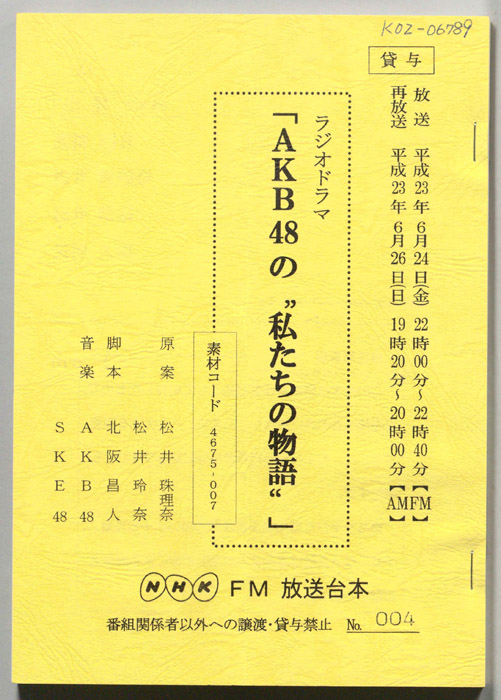 K02-06789
貸与
放送 平成23年6月24日(金) 22時00分～22時40分【FM】
再放送 平成23年6月26日(日) 19時20分～20時00分【AM】
ラジオドラマ
「AKB48の〝私たちの物語〟」
素材コード 4675-007
原案 松井珠理奈
松井玲奈
脚本 北阪昌人
音楽 AKB48
SKE48
NHK FM 放送台本
番組関係者以外への譲渡・貸与禁止 No. 004